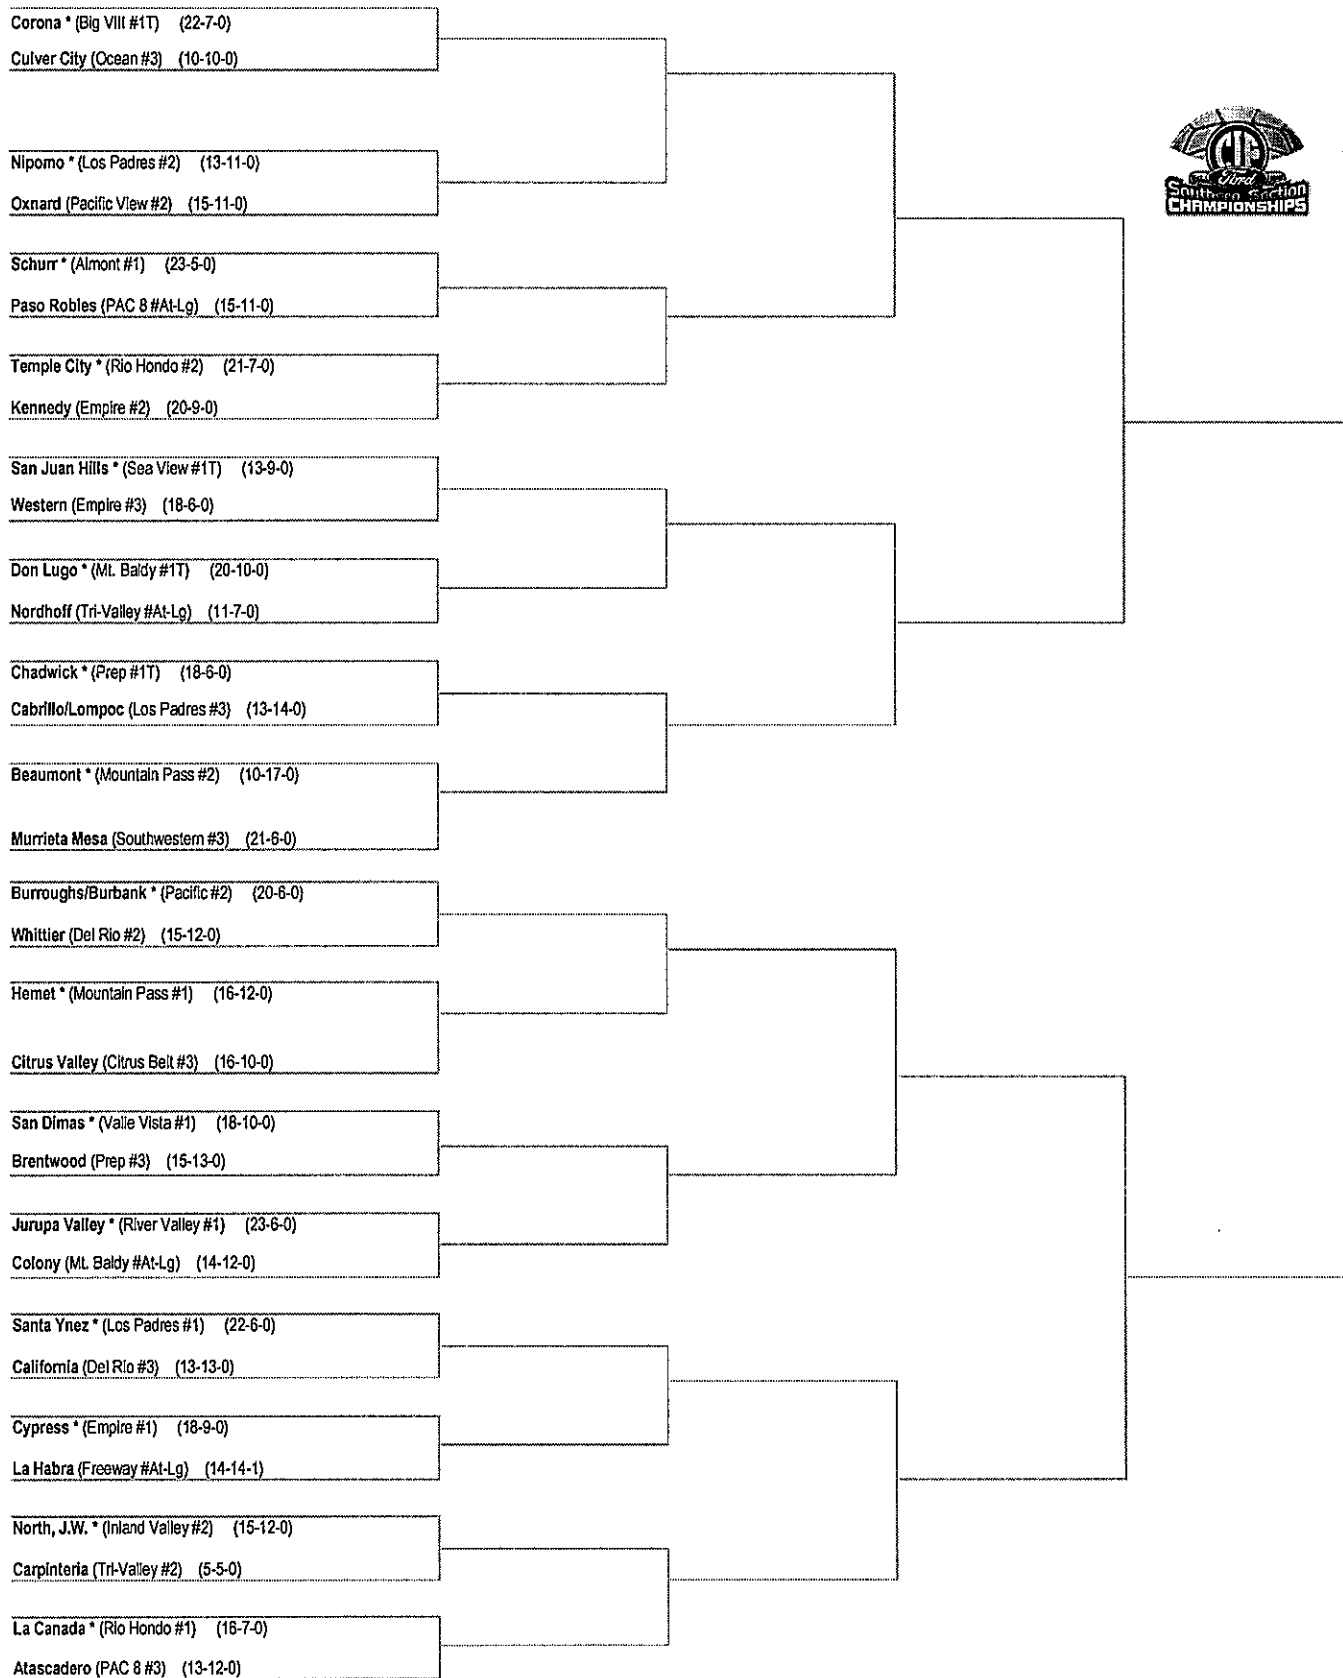 Corona * (Big VIII #1T) (22-7-0)
Culver City (Ocean #3) (10-10-0)
Nipomo * (Los Padres #2) (13-11-0)
Oxnard (Pacific View #2) (15-11-0)
Schurr * (Almont #1) (23-5-0)
Paso Robles (PAC 8 #At-Lg) (15-11-0)
Temple City * (Rio Hondo #2) (21-7-0)
Kennedy (Empire #2) (20-9-0)
San Juan Hills * (Sea View #1T) (13-9-0)
Western (Empire #3) (18-6-0)
Don Lugo * (Mt. Baldy #1T) (20-10-0)
Nordhoff (Tri-Valley #At-Lg) (11-7-0)
Chadwick * (Prep #1T) (18-6-0)
Cabrillo/Lompoc (Los Padres #3) (13-14-0)
Beaumont * (Mountain Pass #2) (10-17-0)
Murrieta Mesa (Southwestern #3) (21-6-0)
Burroughs/Burbank * (Pacific #2) (20-6-0)
Whittier (Del Rio #2) (15-12-0)
Hemet * (Mountain Pass #1) (16-12-0)
Citrus Valley (Citrus Belt #3) (16-10-0)
San Dimas * (Valle Vista #1) (18-10-0)
Brentwood (Prep #3) (15-13-0)
Jurupa Valley * (River Valley #1) (23-6-0)
Colony (Mt. Baldy #At-Lg) (14-12-0)
Santa Ynez * (Los Padres #1) (22-6-0)
California (Del Rio #3) (13-13-0)
Cypress * (Empire #1) (18-9-0)
La Habra (Freeway #At-Lg) (14-14-1)
North, J.W. * (Inland Valley #2) (15-12-0)
Carpinteria (Tri-Valley #2) (5-5-0)
La Canada * (Rio Hondo #1) (16-7-0)
Atascadero (PAC 8 #3) (13-12-0)
CIF
Ford
Southern Section
CHAMPIONSHIPS